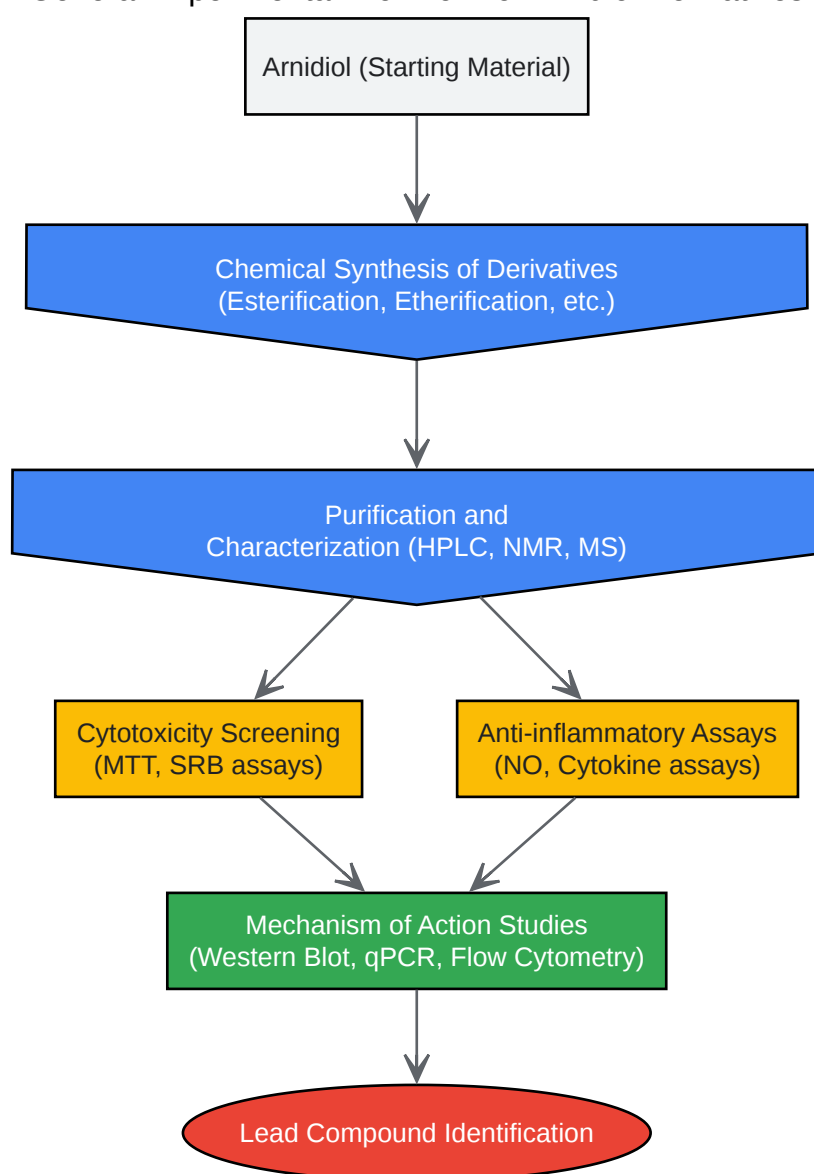 Arnidiol (Starting Material)
Chemical Synthesis of Derivatives
(Esterification, Etherification, etc.)
Purification and
Characterization (HPLC, NMR, MS)
Cytotoxicity Screening
(MTT, SRB assays)
Anti-inflammatory Assays
(NO, Cytokine assays)
Mechanism of Action Studies
(Western Blot, qPCR, Flow Cytometry)
Lead Compound Identification